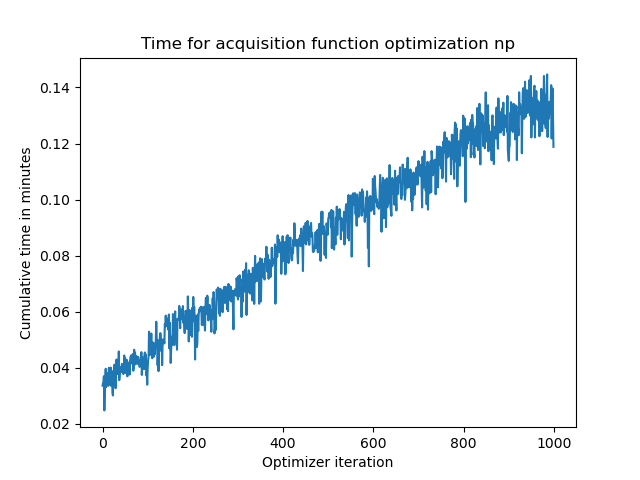 Time for acquisition function optimization np
Cumulative time in minutes
0.14
0.12
0.10
0.08
0.06
0.04
0.02
0 200 400 600 800 1000
Optimizer iteration